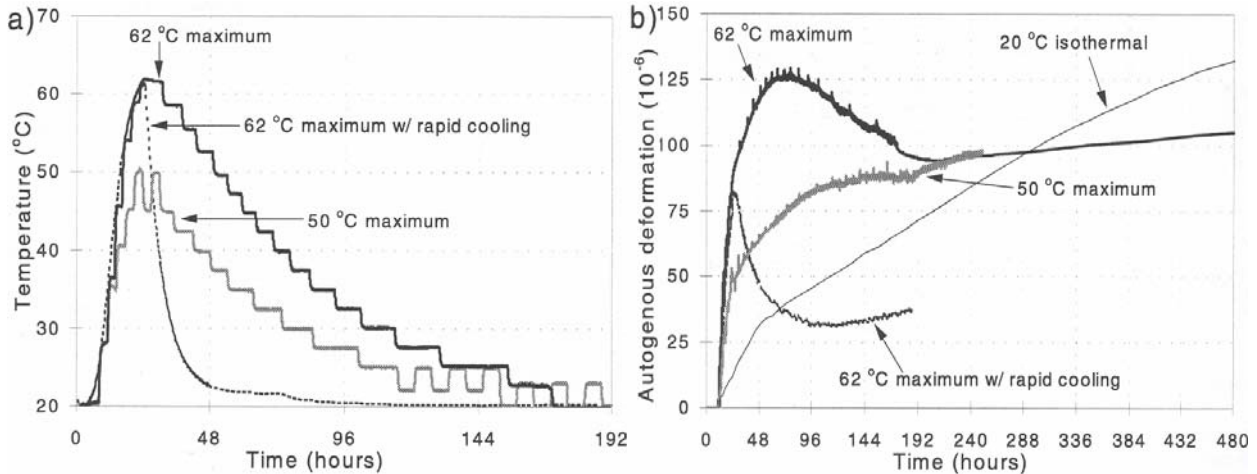 a)
70
60
50
40
30
20
Temperature (°C)
62 °C maximum
62 °C maximum w/ rapid cooling
50 °C maximum
0 48 96 144 192
Time (hours)
b)
150
125
100
75
50
25
0
Autogenous deformation (10-6)
62 °C maximum
20 °C isothermal
50 °C maximum
62 °C maximum w/ rapid cooling
0 48 96 144 192 240 288 336 384 432 480
Time (hours)